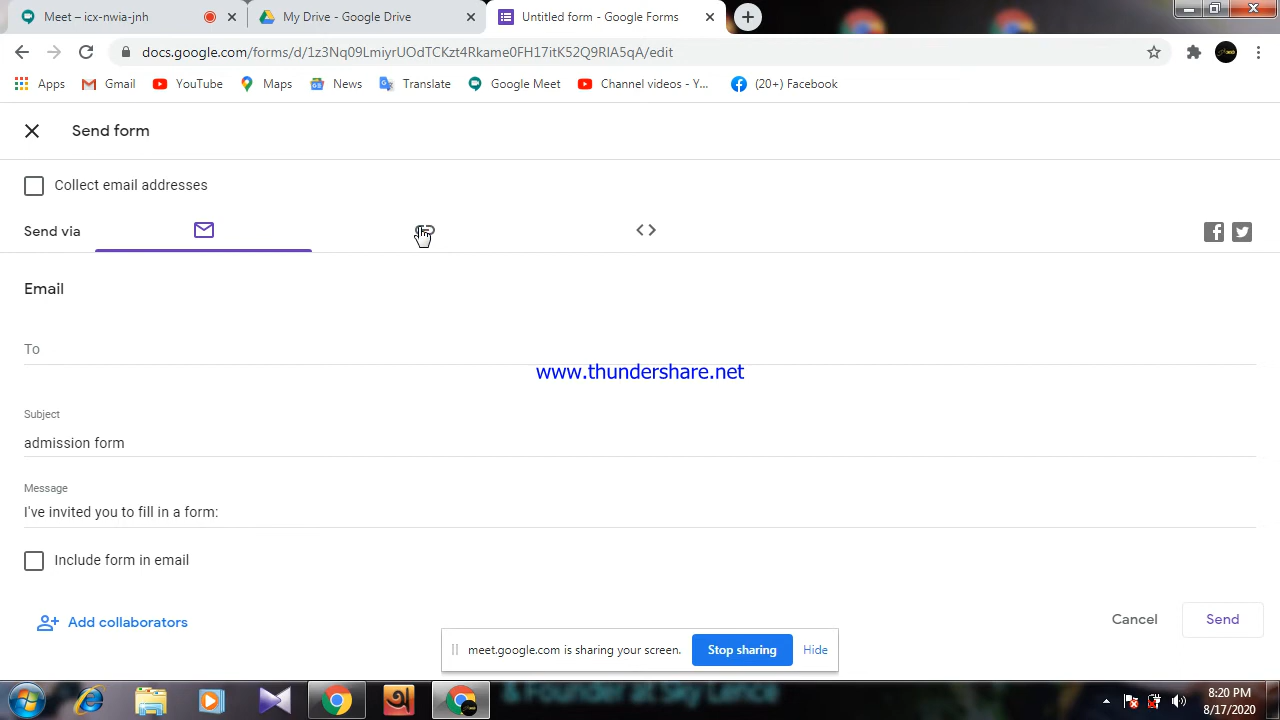 Meet – icx-nwia-jnh
My Drive - Google Drive
Untitled form - Google Forms
docs.google.com/forms/d/1z3Nq09LmiyrUOdTCKzt4Rkame0FH17itK52Q9RIA5qA/edit
Apps
Gmail
YouTube
Maps
News
Translate
Google Meet
Channel videos - Y...
(20+) Facebook
Send form
Collect email addresses
Send via
Email
To
www.thundershare.net
Subject
admission form
Message
I've invited you to fill in a form:
Include form in email
Add collaborators
Cancel
Send
meet.google.com is sharing your screen.
Stop sharing
Hide
8:20 PM
8/17/2020